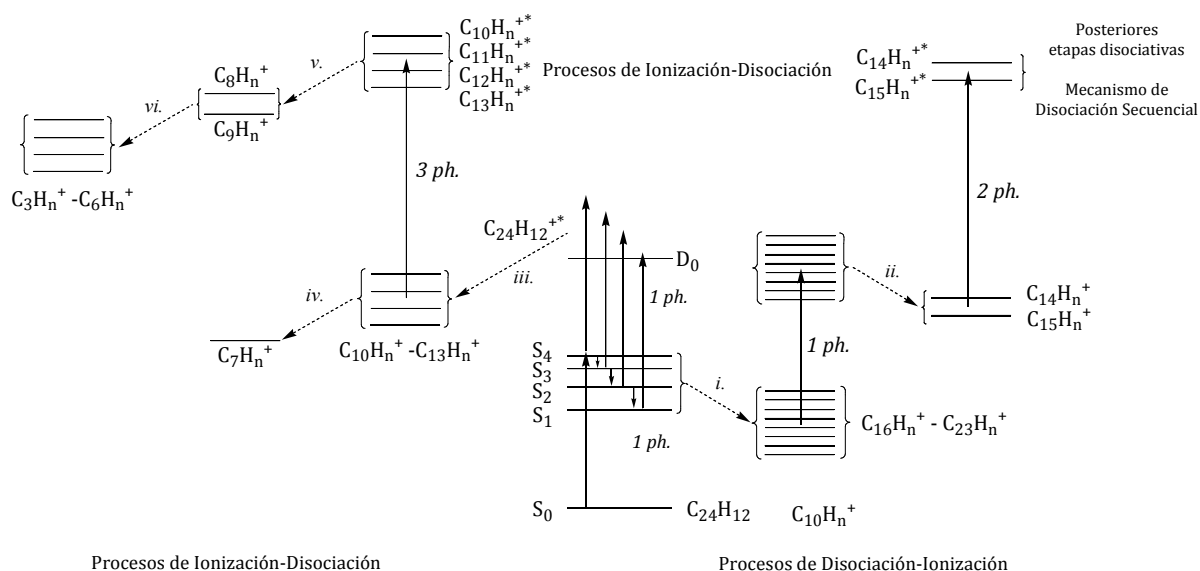 C₁₀Hₙ⁺*
C₁₁Hₙ⁺*
C₁₂Hₙ⁺*
C₁₃Hₙ⁺*
Procesos de Ionización-Disociación
C₈Hₙ⁺
C₉Hₙ⁺
v.
vi.
C₃Hₙ⁺ -C₆Hₙ⁺
3 ph.
C₁₄Hₙ⁺*
C₁₅Hₙ⁺*
Posteriores
etapas disociativas
Mecanismo de
Disociación Secuencial
2 ph.
C₂₄H₁₂⁺*
iii.
iv.
C₇Hₙ⁺
C₁₀Hₙ⁺ -C₁₃Hₙ⁺
D₀
1 ph.
S₄
S₃
S₂
S₁
1 ph.
S₀
C₂₄H₁₂
i.
ii.
C₁₄Hₙ⁺
C₁₅Hₙ⁺
1 ph.
C₁₆Hₙ⁺ - C₂₃Hₙ⁺
C₁₀Hₙ⁺
Procesos de Ionización-Disociación
Procesos de Disociación-Ionización